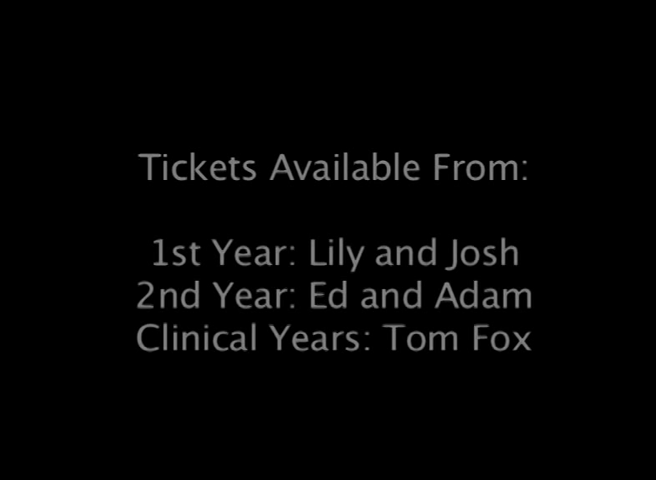 Tickets Available From:
1st Year: Lily and Josh
2nd Year: Ed and Adam
Clinical Years: Tom Fox